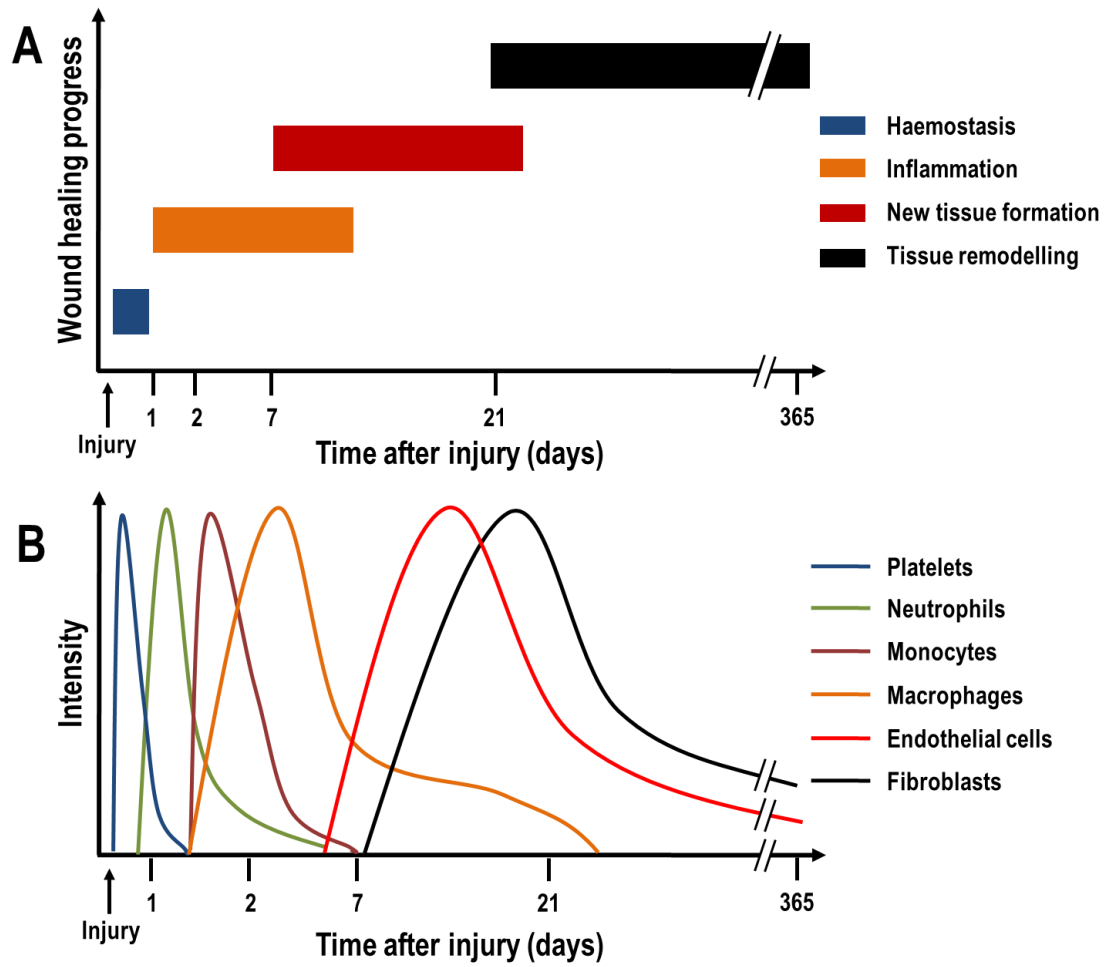 A
Wound healing progress
Haemostasis
Inflammation
New tissue formation
Tissue remodelling
1 2 7 21 365
Injury
Time after injury (days)
B
Intensity
Platelets
Neutrophils
Monocytes
Macrophages
Endothelial cells
Fibroblasts
1 2 7 21 365
Injury
Time after injury (days)